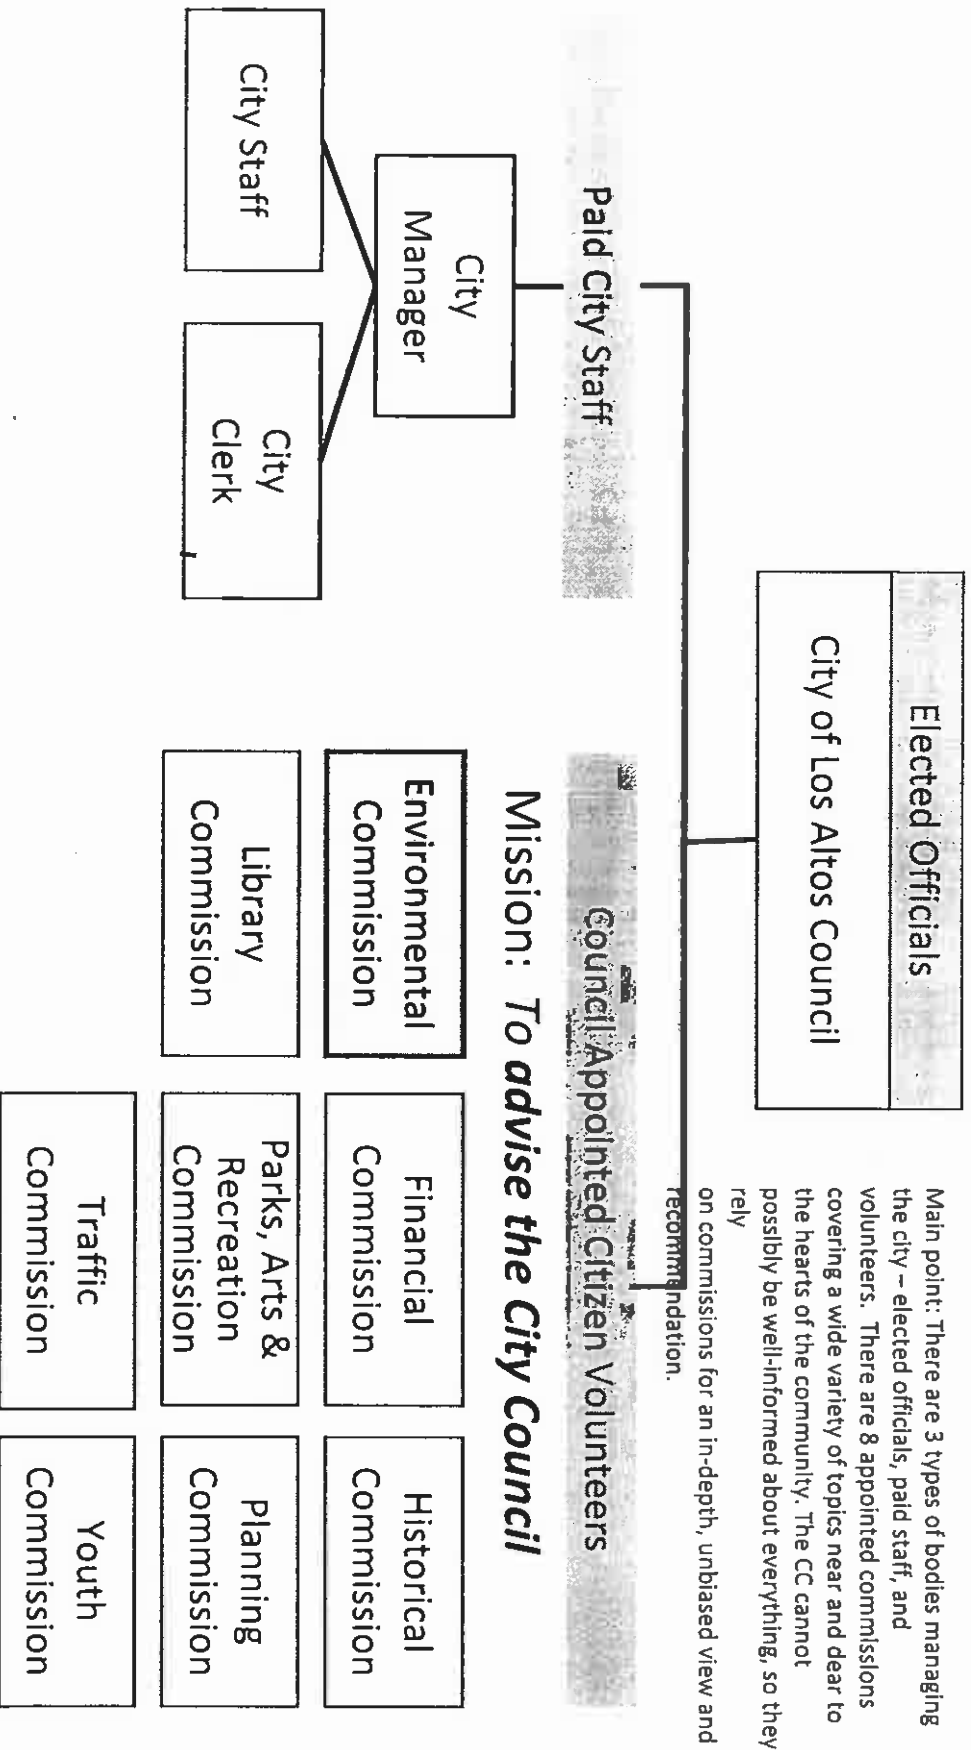 Elected Officials
City of Los Altos Council
Main point: There are 3 types of bodies managing
the city – elected officials, paid staff, and
volunteers. There are 8 appointed commissions
covering a wide variety of topics near and dear to
the hearts of the community. The CC cannot
possibly be well-informed about everything, so they
rely
on commissions for an in-depth, unbiased view and
recommendation.
Paid City Staff
City
Manager
City Staff
City
Clerk
Council Appointed Citizen Volunteers
Mission: To advise the City Council
Environmental
Commission
Financial
Commission
Historical
Commission
Library
Commission
Parks, Arts &
Recreation
Commission
Planning
Commission
Traffic
Commission
Youth
Commission